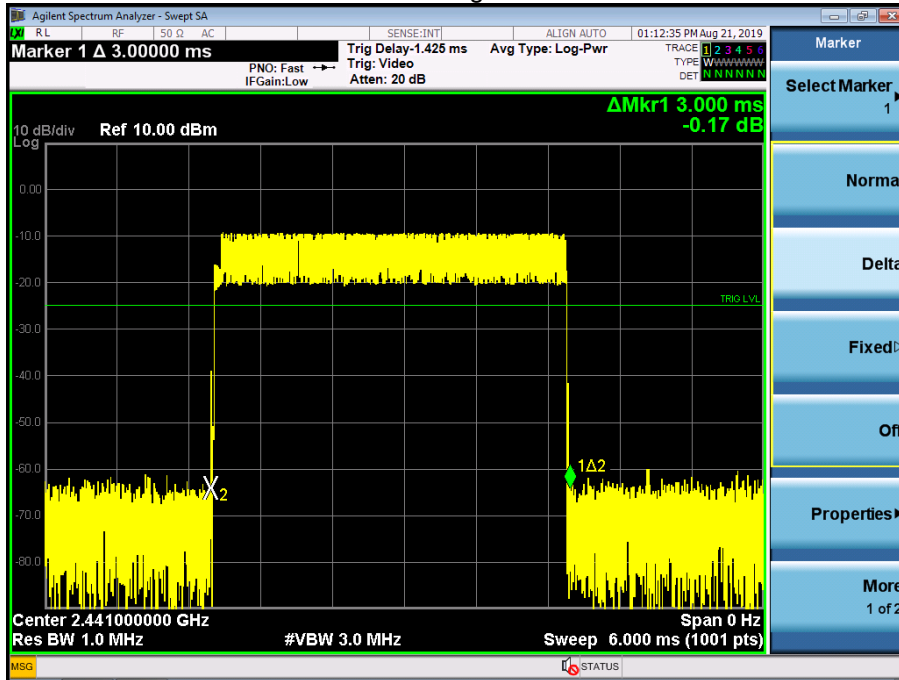 Agilent Spectrum Analyzer - Swept SA
LXI RL RF 50 Ω AC SENSE:INT ALIGN AUTO 01:12:35 PM Aug 21, 2019
Marker 1 Δ 3.00000 ms
PNO: Fast
IFGain:Low
Trig Delay-1.425 ms
Trig: Video
Atten: 20 dB
Avg Type: Log-Pwr
TRACE 1 2 3 4 5 6
TYPE WWWWWWW
DET N N N N N N
ΔMkr1 3.000 ms
-0.17 dB
10 dB/div Ref 10.00 dBm
Log
0.00
-10.0
-20.0
TRIG LVL
-30.0
-40.0
-50.0
-60.0
1Δ2
2
-70.0
-80.0
Center 2.441000000 GHz Span 0 Hz
Res BW 1.0 MHz #VBW 3.0 MHz Sweep 6.000 ms (1001 pts)
MSG STATUS
Marker
Select Marker
1
Norma
Delta
Fixed
Off
Properties
More
1 of 2